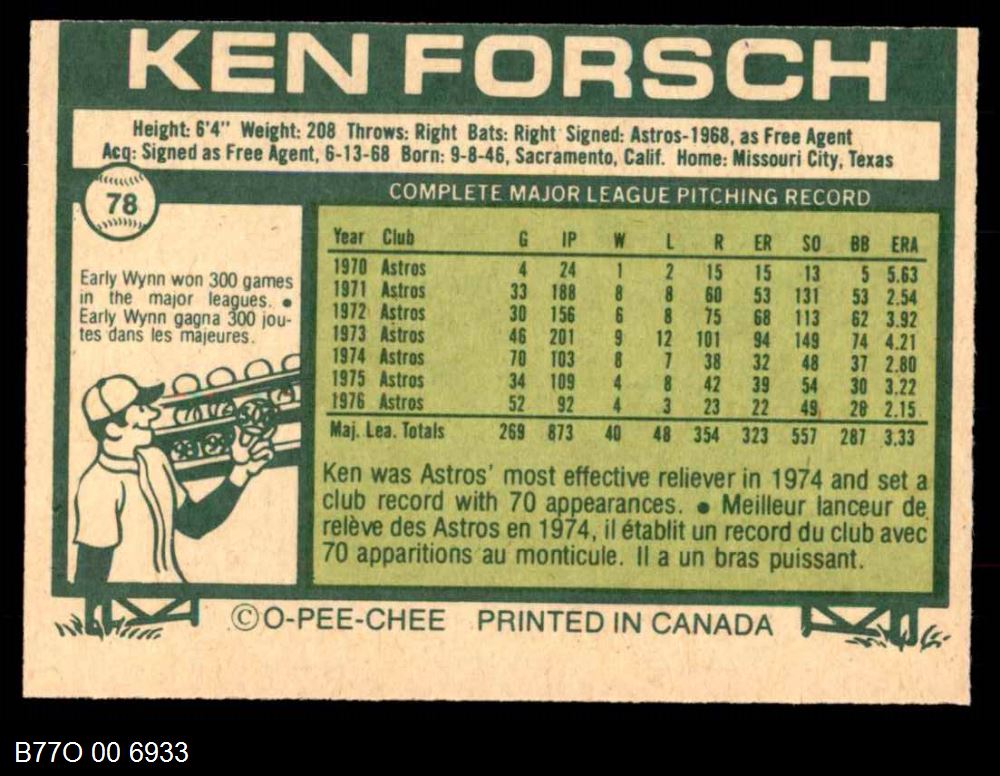 KEN FORSCH
Height: 6'4" Weight: 208 Throws: Right Bats: Right Signed: Astros-1968, as Free Agent
Acq: Signed as Free Agent, 6-13-68 Born: 9-8-46, Sacramento, Calif. Home: Missouri City, Texas
78
Early Wynn won 300 games
in the major leagues. •
Early Wynn gagna 300 jou-
tes dans les majeures.
COMPLETE MAJOR LEAGUE PITCHING RECORD
Year Club G IP W L R ER SO BB ERA
1970 Astros 4 24 1 2 15 15 13 5 5.63
1971 Astros 33 188 8 8 60 53 131 53 2.54
1972 Astros 30 156 6 8 75 68 113 62 3.92
1973 Astros 46 201 9 12 101 94 149 74 4.21
1974 Astros 70 103 8 7 38 32 48 37 2.80
1975 Astros 34 109 4 8 42 39 54 30 3.22
1976 Astros 52 92 4 3 23 22 49 28 2.15
Maj. Lea. Totals 269 873 40 48 354 323 557 287 3.33
Ken was Astros' most effective reliever in 1974 and set a
club record with 70 appearances. • Meilleur lanceur de
relève des Astros en 1974, il établit un record du club avec
70 apparitions au monticule. Il a un bras puissant.
©O-PEE-CHEE PRINTED IN CANADA
B77O 00 6933